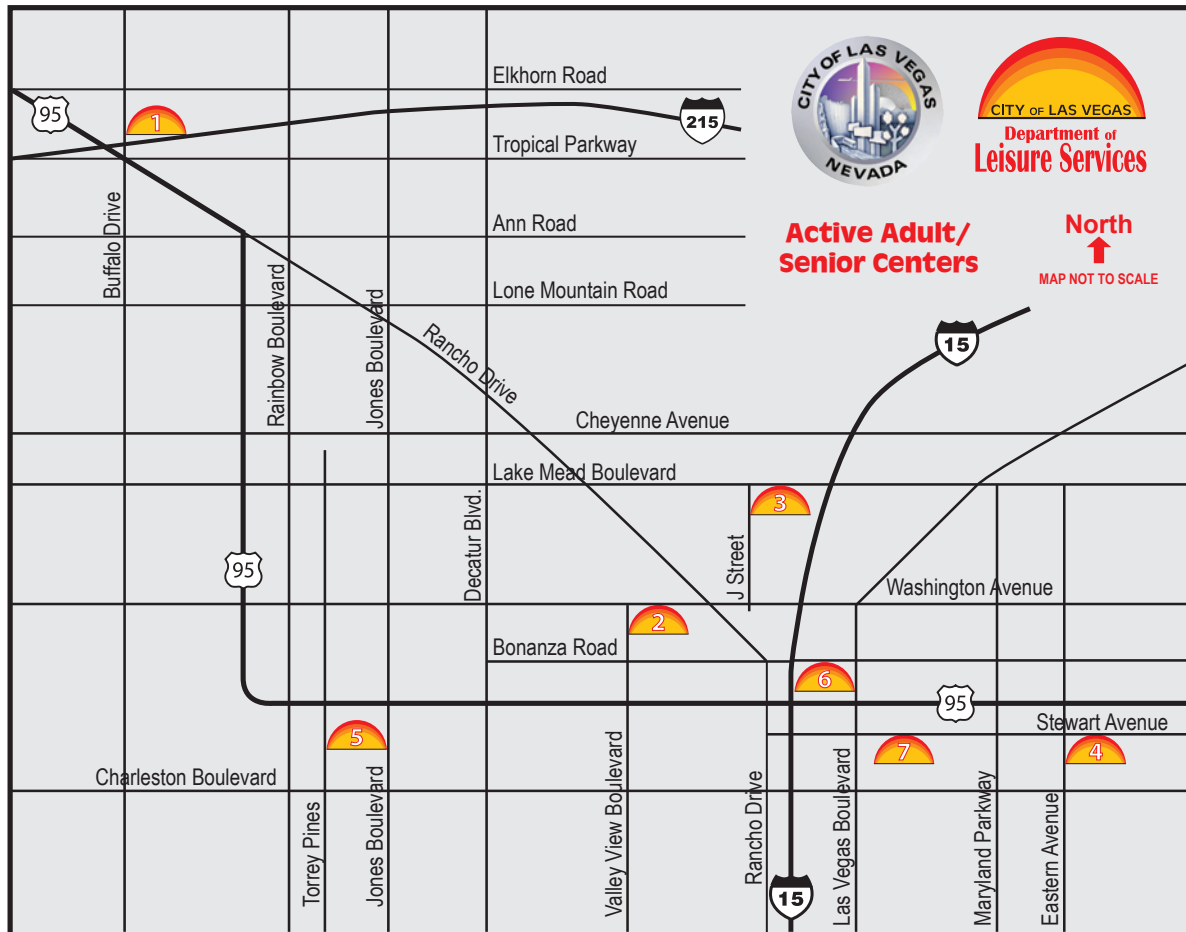 Elkhorn Road
95
1
215
Tropical Parkway
CITY OF LAS VEGAS
NEVADA
CITY OF LAS VEGAS
Department of
Leisure Services
Buffalo Drive
Ann Road
Active Adult/
Senior Centers
North
MAP NOT TO SCALE
Rainbow Boulevard
Jones Boulevard
Lone Mountain Road
Rancho Drive
15
Cheyenne Avenue
Lake Mead Boulevard
Decatur Blvd.
3
J Street
95
Washington Avenue
2
Bonanza Road
6
95
Stewart Avenue
5
7
4
Charleston Boulevard
Torrey Pines
Jones Boulevard
Valley View Boulevard
Rancho Drive
15
Las Vegas Boulevard
Maryland Parkway
Eastern Avenue